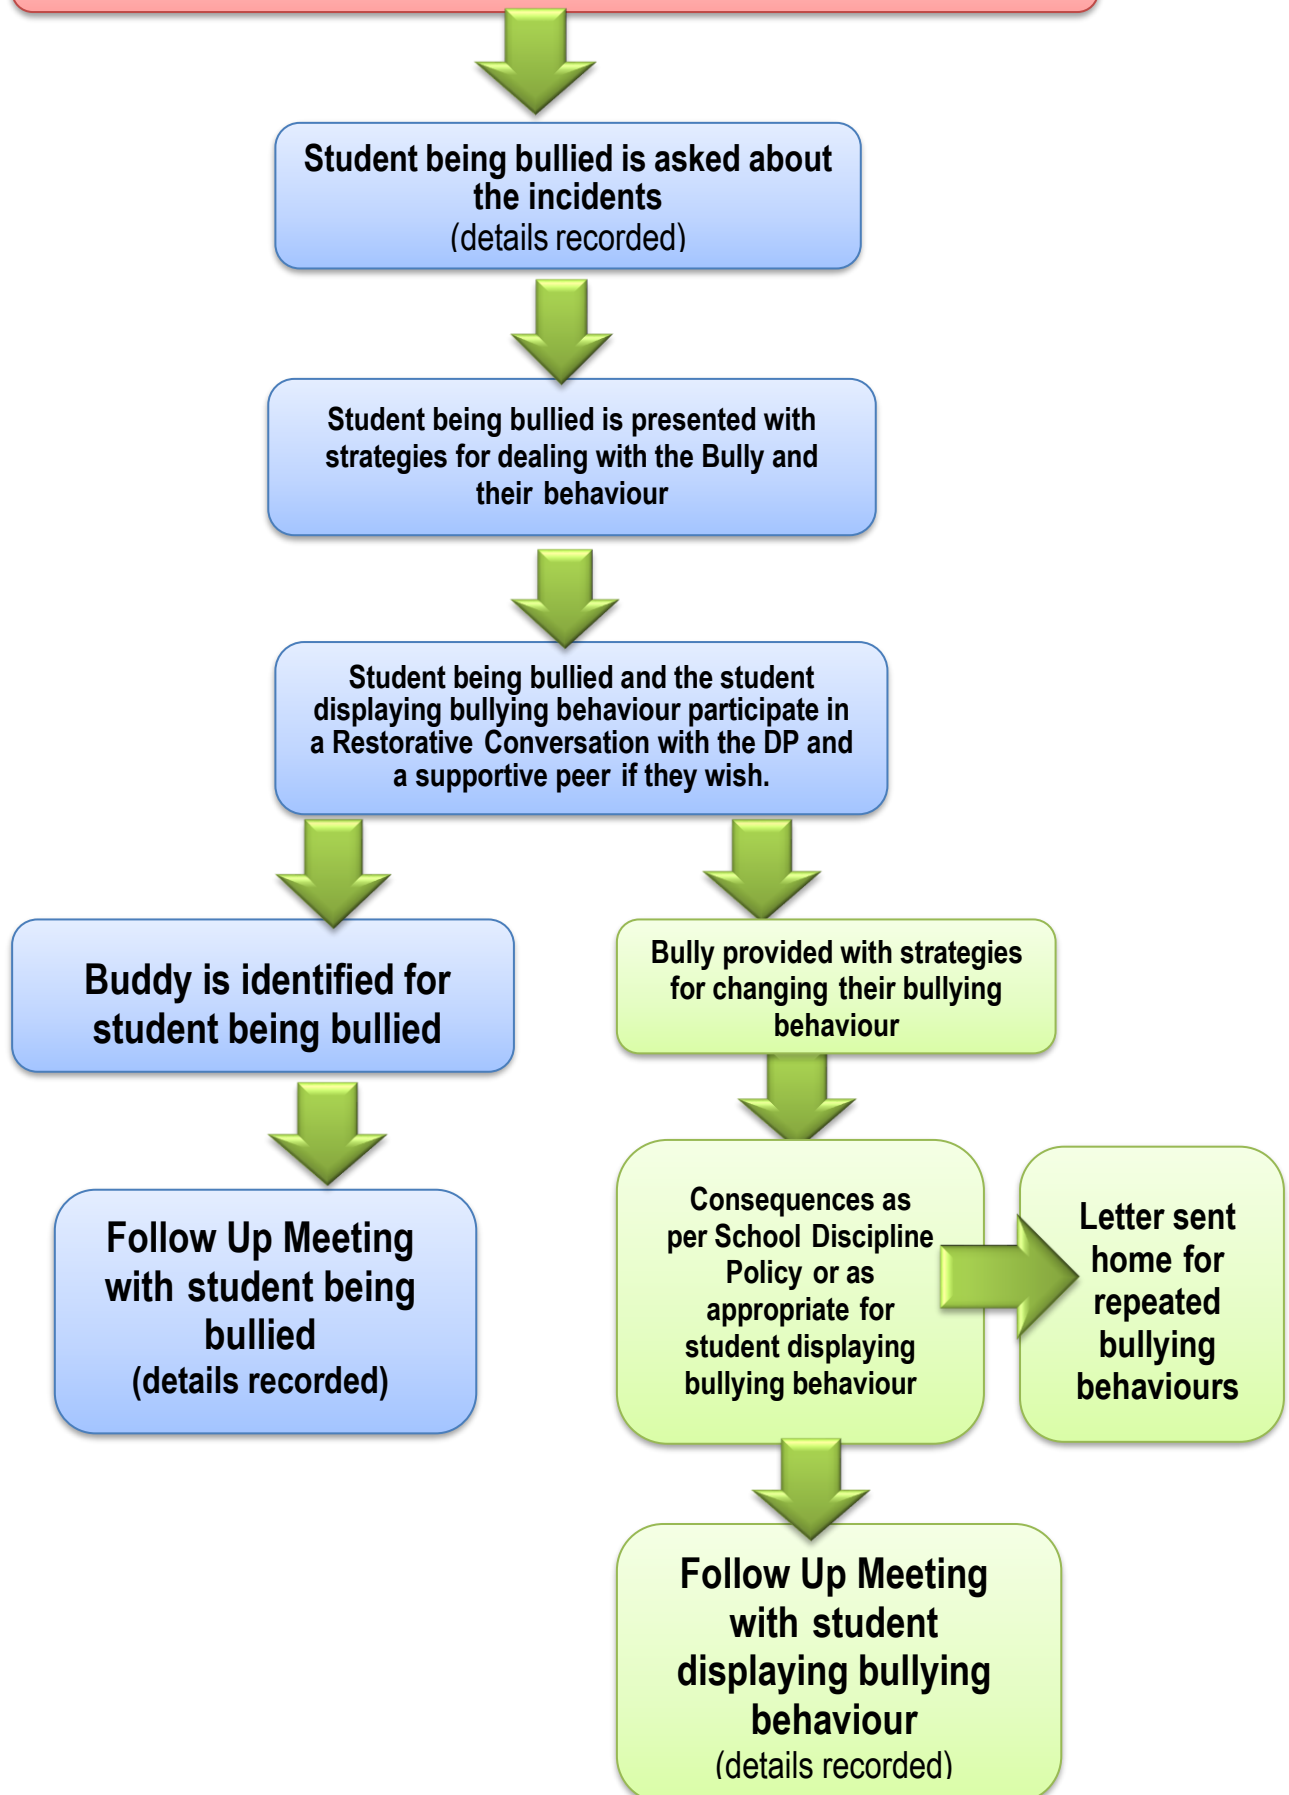 Student being bullied is asked about
the incidents
(details recorded)
Student being bullied is presented with
strategies for dealing with the Bully and
their behaviour
Student being bullied and the student
displaying bullying behaviour participate in
a Restorative Conversation with the DP and
a supportive peer if they wish.
Buddy is identified for
student being bullied
Follow Up Meeting
with student being
bullied
(details recorded)
Bully provided with strategies
for changing their bullying
behaviour
Consequences as
per School Discipline
Policy or as
appropriate for
student displaying
bullying behaviour
Letter sent
home for
repeated
bullying
behaviours
Follow Up Meeting
with student
displaying bullying
behaviour
(details recorded)